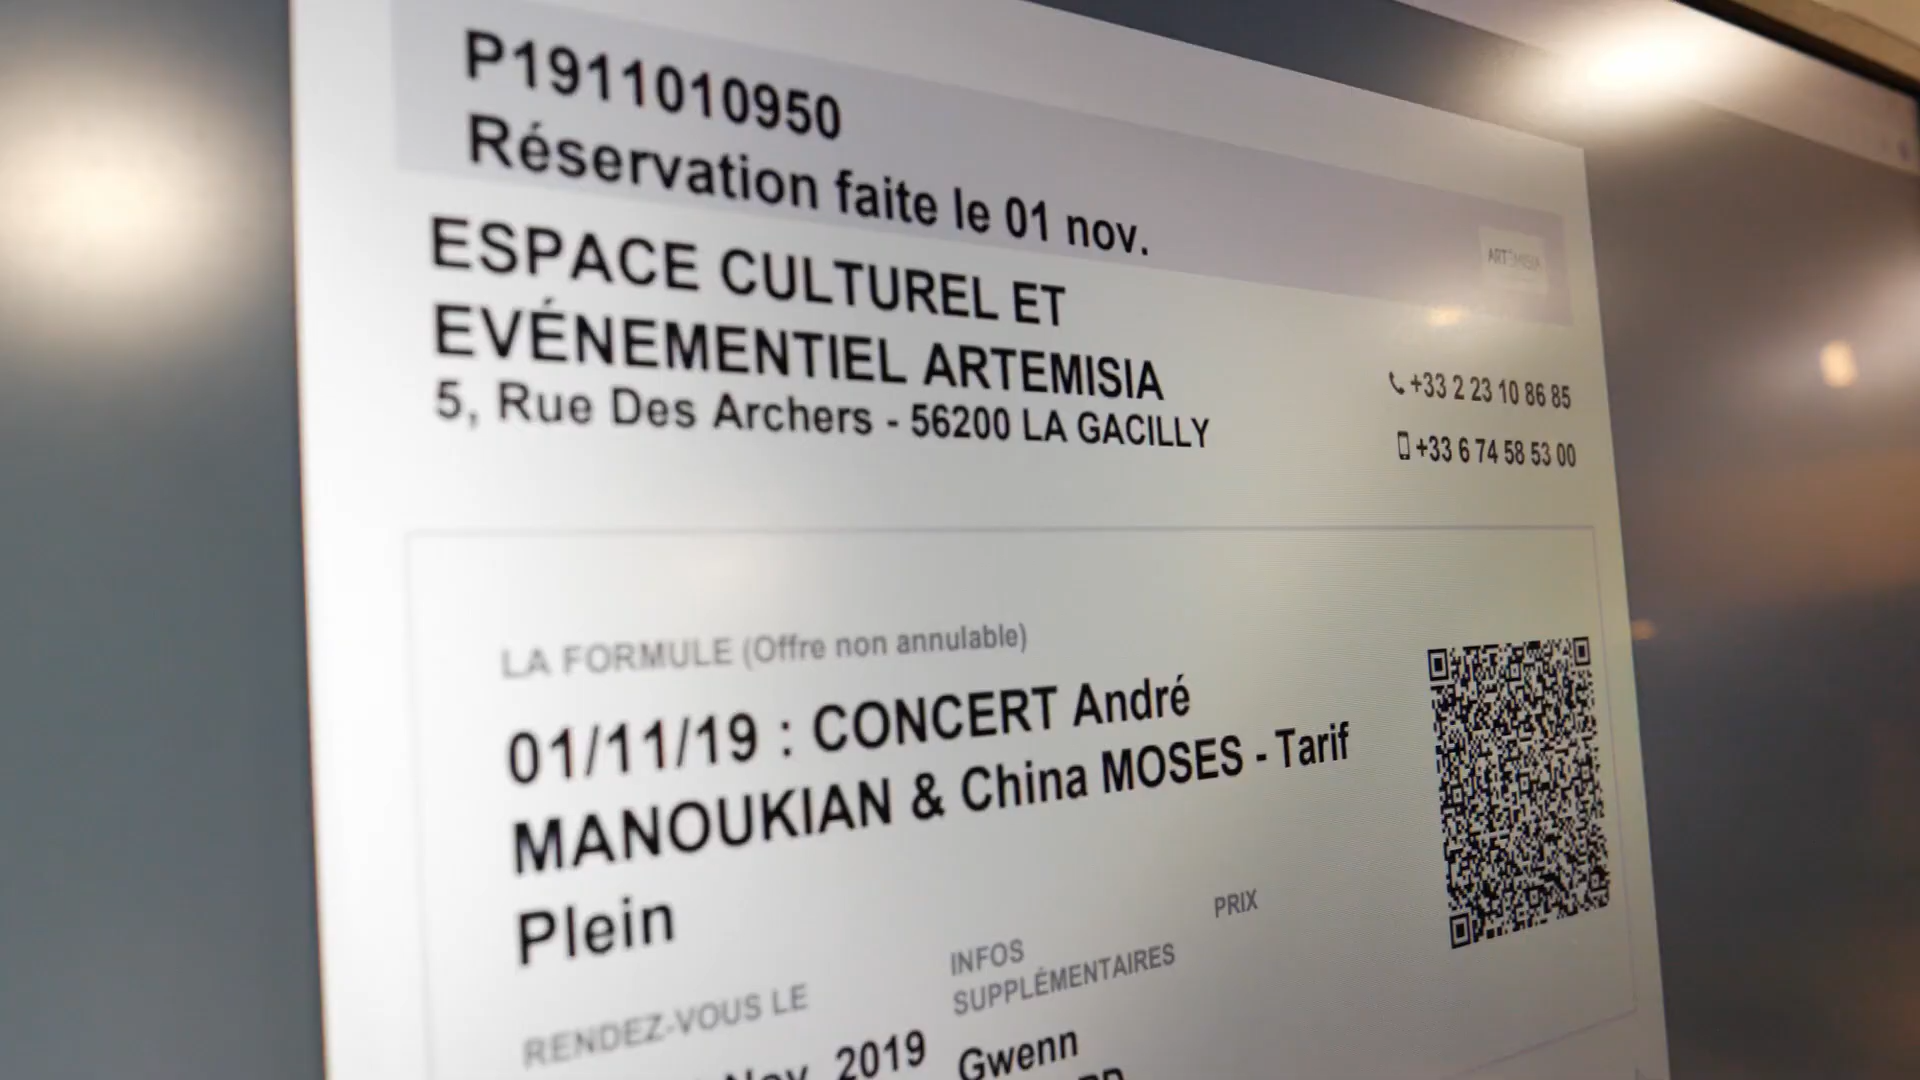 P1911010950
Réservation faite le 01 nov.
ARTEMISIA
ESPACE CULTUREL ET
EVÉNEMENTIEL ARTEMISIA
5, Rue Des Archers - 56200 LA GACILLY
+33 2 23 10 86 85
+33 6 74 58 53 00
LA FORMULE (Offre non annulable)
01/11/19 : CONCERT André
MANOUKIAN & China MOSES - Tarif
Plein
RENDEZ-VOUS LE
INFOS
SUPPLÉMENTAIRES
PRIX
Nov 2019
Gwenn